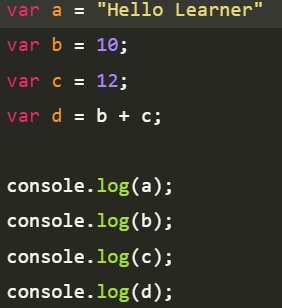 var a = "Hello Learner"
var b = 10;
var c = 12;
var d = b + c;
console.log(a);
console.log(b);
console.log(c);
console.log(d);